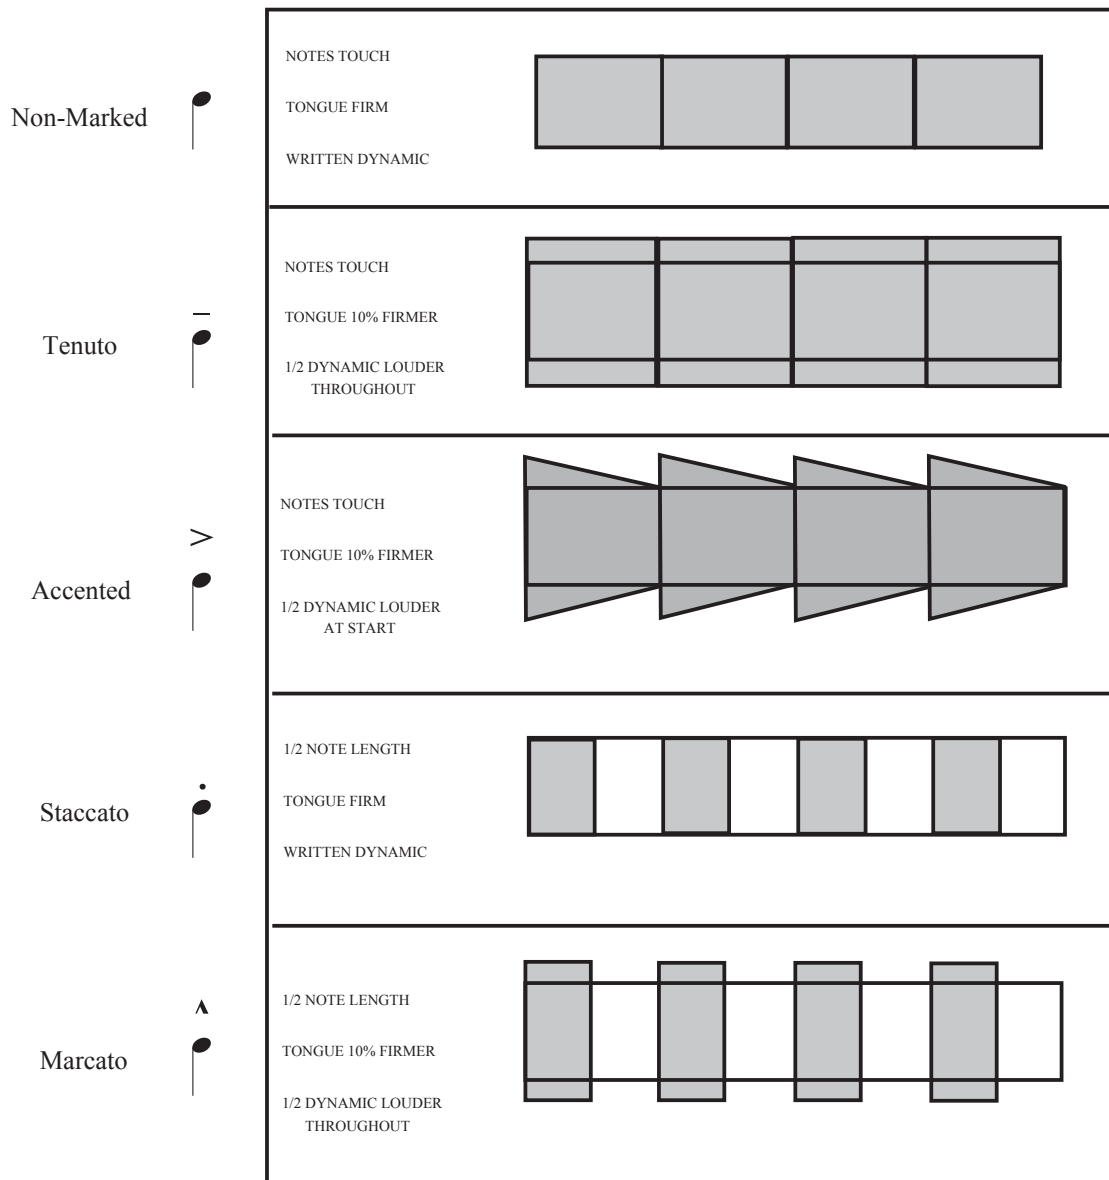 NOTES TOUCH
TONGUE FIRM
WRITTEN DYNAMIC
Non-Marked
NOTES TOUCH
TONGUE 10% FIRMER
1/2 DYNAMIC LOUDER
THROUGHOUT
Tenuto
NOTES TOUCH
TONGUE 10% FIRMER
1/2 DYNAMIC LOUDER
AT START
Accented
1/2 NOTE LENGTH
TONGUE FIRM
WRITTEN DYNAMIC
Staccato
1/2 NOTE LENGTH
TONGUE 10% FIRMER
1/2 DYNAMIC LOUDER
THROUGHOUT
Marcato